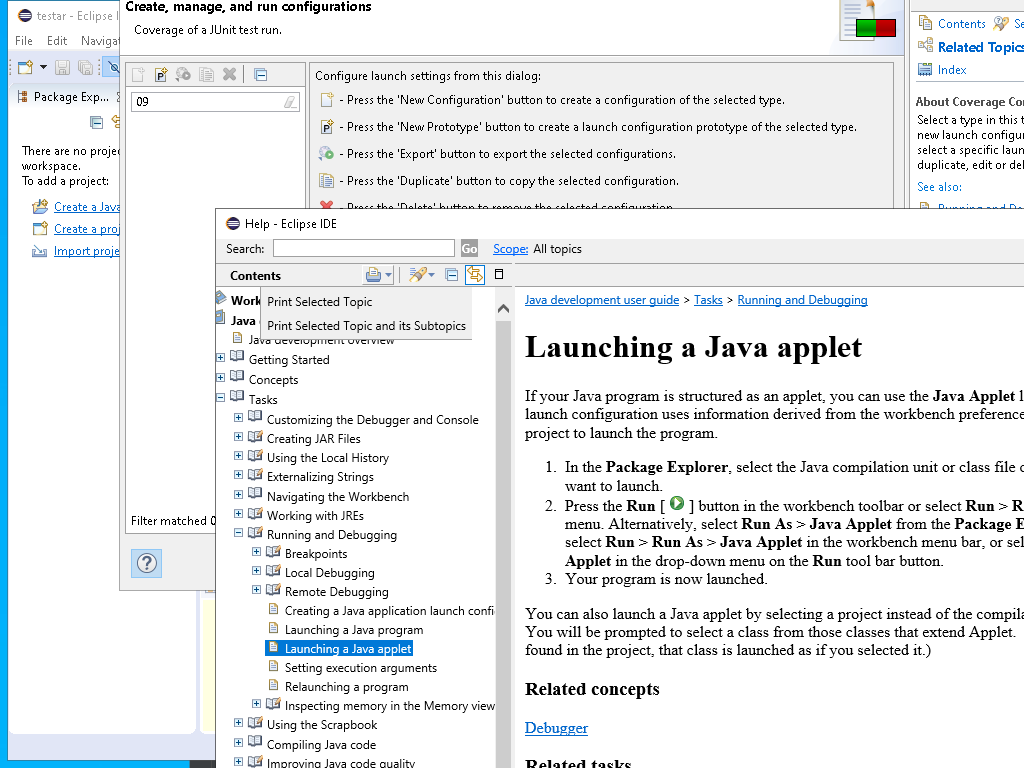 testar - Eclipse I
File Edit Navigat
Package Exp...
There are no proje
workspace.
To add a project:
Create a Java
Create a proj
Import proje
Create, manage, and run configurations
Coverage of a JUnit test run.
09
Filter matched 0
Configure launch settings from this dialog:
- Press the 'New Configuration' button to create a configuration of the selected type.
- Press the 'New Prototype' button to create a launch configuration prototype of the selected type.
- Press the 'Export' button to export the selected configurations.
- Press the 'Duplicate' button to copy the selected configuration.
- Press the 'Delete' button to remove the selected configuration.
Contents Se
Related Topics
Index
About Coverage Co
Select a type in this t
new launch configu
select a specific laun
duplicate, edit or del
See also:
Running and De
Help - Eclipse IDE
Search: Go Scope: All topics
Contents
Print Selected Topic
Print Selected Topic and its Subtopics
Work
Java
Java development overview
Getting Started
Concepts
Tasks
Customizing the Debugger and Console
Creating JAR Files
Using the Local History
Externalizing Strings
Navigating the Workbench
Working with JREs
Running and Debugging
Breakpoints
Local Debugging
Remote Debugging
Creating a Java application launch confi
Launching a Java program
Launching a Java applet
Setting execution arguments
Relaunching a program
Inspecting memory in the Memory view
Using the Scrapbook
Compiling Java code
Improving Java code quality
Java development user guide > Tasks > Running and Debugging
Launching a Java applet
If your Java program is structured as an applet, you can use the Java Applet l
launch configuration uses information derived from the workbench preference
project to launch the program.
1. In the Package Explorer, select the Java compilation unit or class file c
want to launch.
2. Press the Run [ ] button in the workbench toolbar or select Run > R
menu. Alternatively, select Run As > Java Applet from the Package E
select Run > Run As > Java Applet in the workbench menu bar, or sel
Applet in the drop-down menu on the Run tool bar button.
3. Your program is now launched.
You can also launch a Java applet by selecting a project instead of the compila
You will be prompted to select a class from those classes that extend Applet.
found in the project, that class is launched as if you selected it.)
Related concepts
Debugger
Related tasks